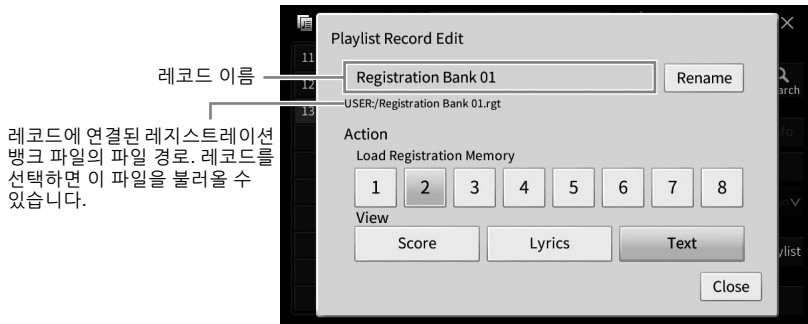 Playlist Record Edit
레코드 이름
Registration Bank 01
Rename
USER:/Registration Bank 01.rgt
레코드에 연결된 레지스트레이션
뱅크 파일의 파일 경로. 레코드를
선택하면 이 파일을 불러올 수
있습니다.
Action
Load Registration Memory
1 2 3 4 5 6 7 8
View
Score Lyrics Text
Close
11
12
13
arch
fo
ylist